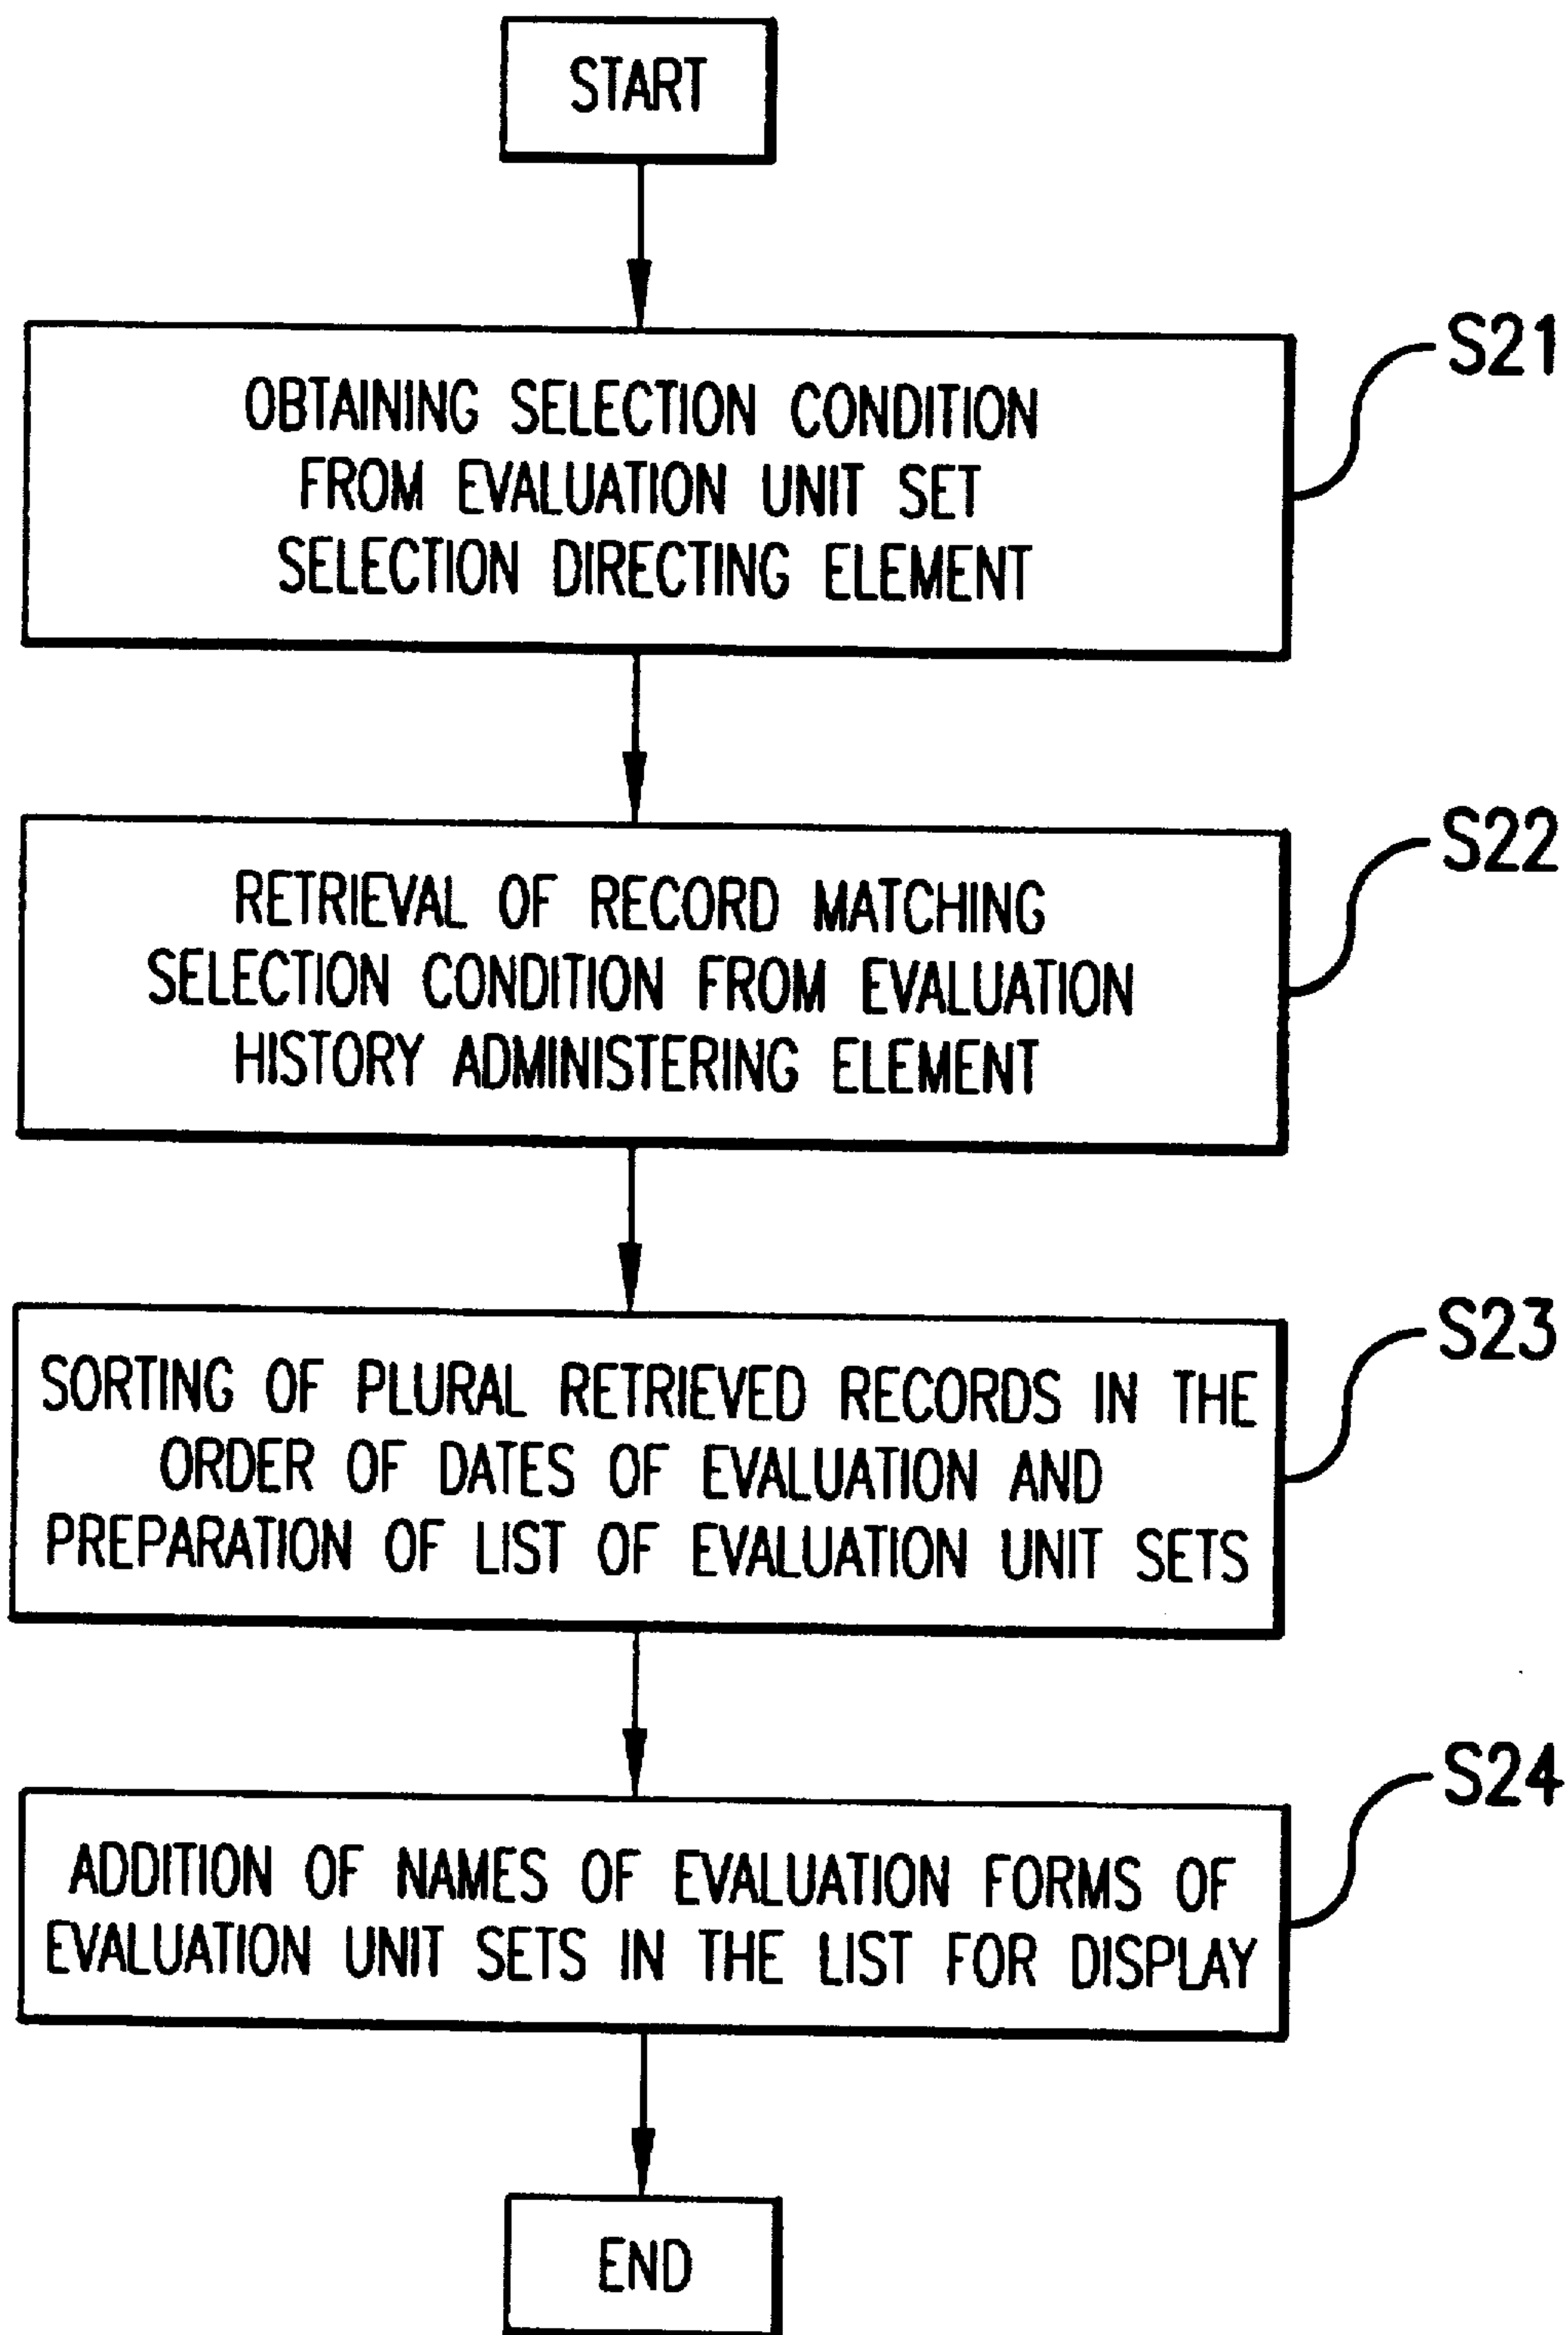 START
S21
OBTAINING SELECTION CONDITION
FROM EVALUATION UNIT SET
SELECTION DIRECTING ELEMENT
S22
RETRIEVAL OF RECORD MATCHING
SELECTION CONDITION FROM EVALUATION
HISTORY ADMINISTERING ELEMENT
S23
SORTING OF PLURAL RETRIEVED RECORDS IN THE
ORDER OF DATES OF EVALUATION AND
PREPARATION OF LIST OF EVALUATION UNIT SETS
S24
ADDITION OF NAMES OF EVALUATION FORMS OF
EVALUATION UNIT SETS IN THE LIST FOR DISPLAY
END